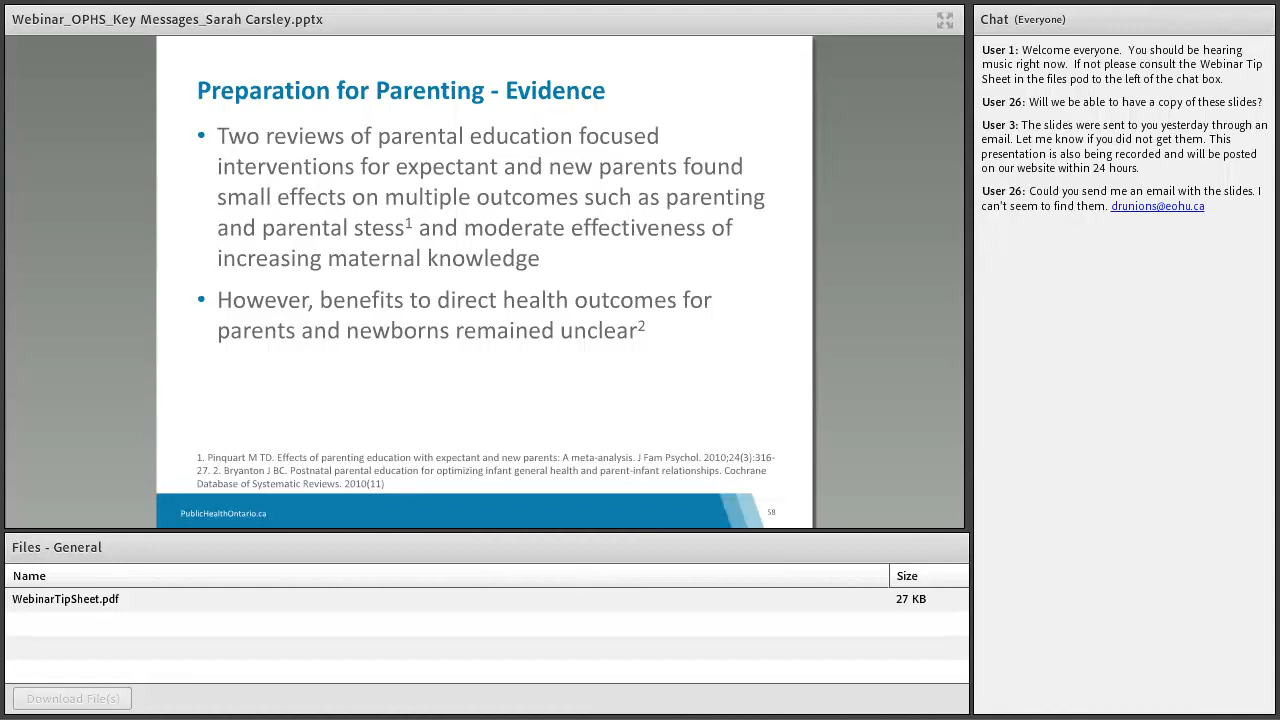 Webinar_OPHS_Key Messages_Sarah Carsley.pptx
Preparation for Parenting - Evidence
• Two reviews of parental education focused
interventions for expectant and new parents found
small effects on multiple outcomes such as parenting
and parental stess¹ and moderate effectiveness of
increasing maternal knowledge
• However, benefits to direct health outcomes for
parents and newborns remained unclear²
1. Pinquart M TD. Effects of parenting education with expectant and new parents: A meta-analysis. J Fam Psychol. 2010;24(3):316-
27. 2. Bryanton J BC. Postnatal parental education for optimizing infant general health and parent-infant relationships. Cochrane
Database of Systematic Reviews. 2010(11)
PublicHealthOntario.ca
58
Files - General
Name Size
WebinarTipSheet.pdf 27 KB
Download File(s)
Chat (Everyone)
User 1: Welcome everyone. You should be hearing
music right now. If not please consult the Webinar Tip
Sheet in the files pod to the left of the chat box.
User 26: Will we be able to have a copy of these slides?
User 3: The slides were sent to you yesterday through an
email. Let me know if you did not get them. This
presentation is also being recorded and will be posted
on our website within 24 hours.
User 26: Could you send me an email with the slides. I
can't seem to find them. drunions@eohu.ca